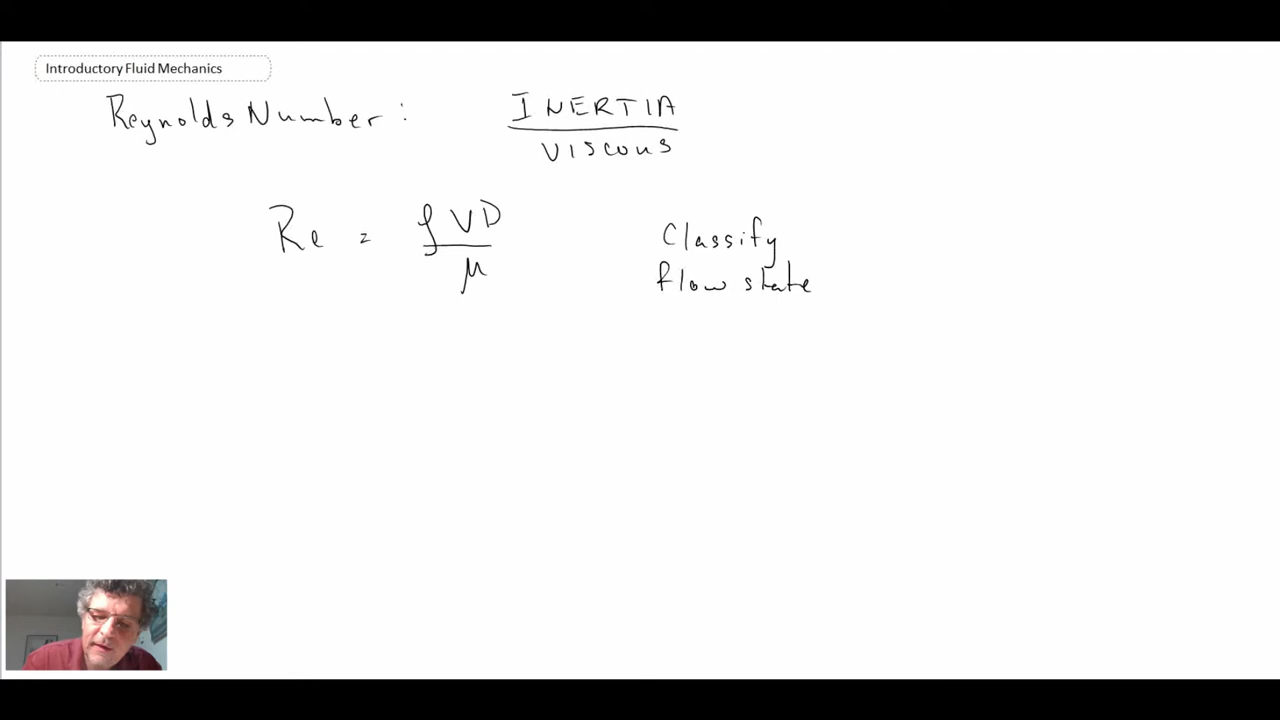 Introductory Fluid Mechanics
Reynolds Number : INERTIA / VISCOUS
Re = ρVD / μ
Classify
flow state